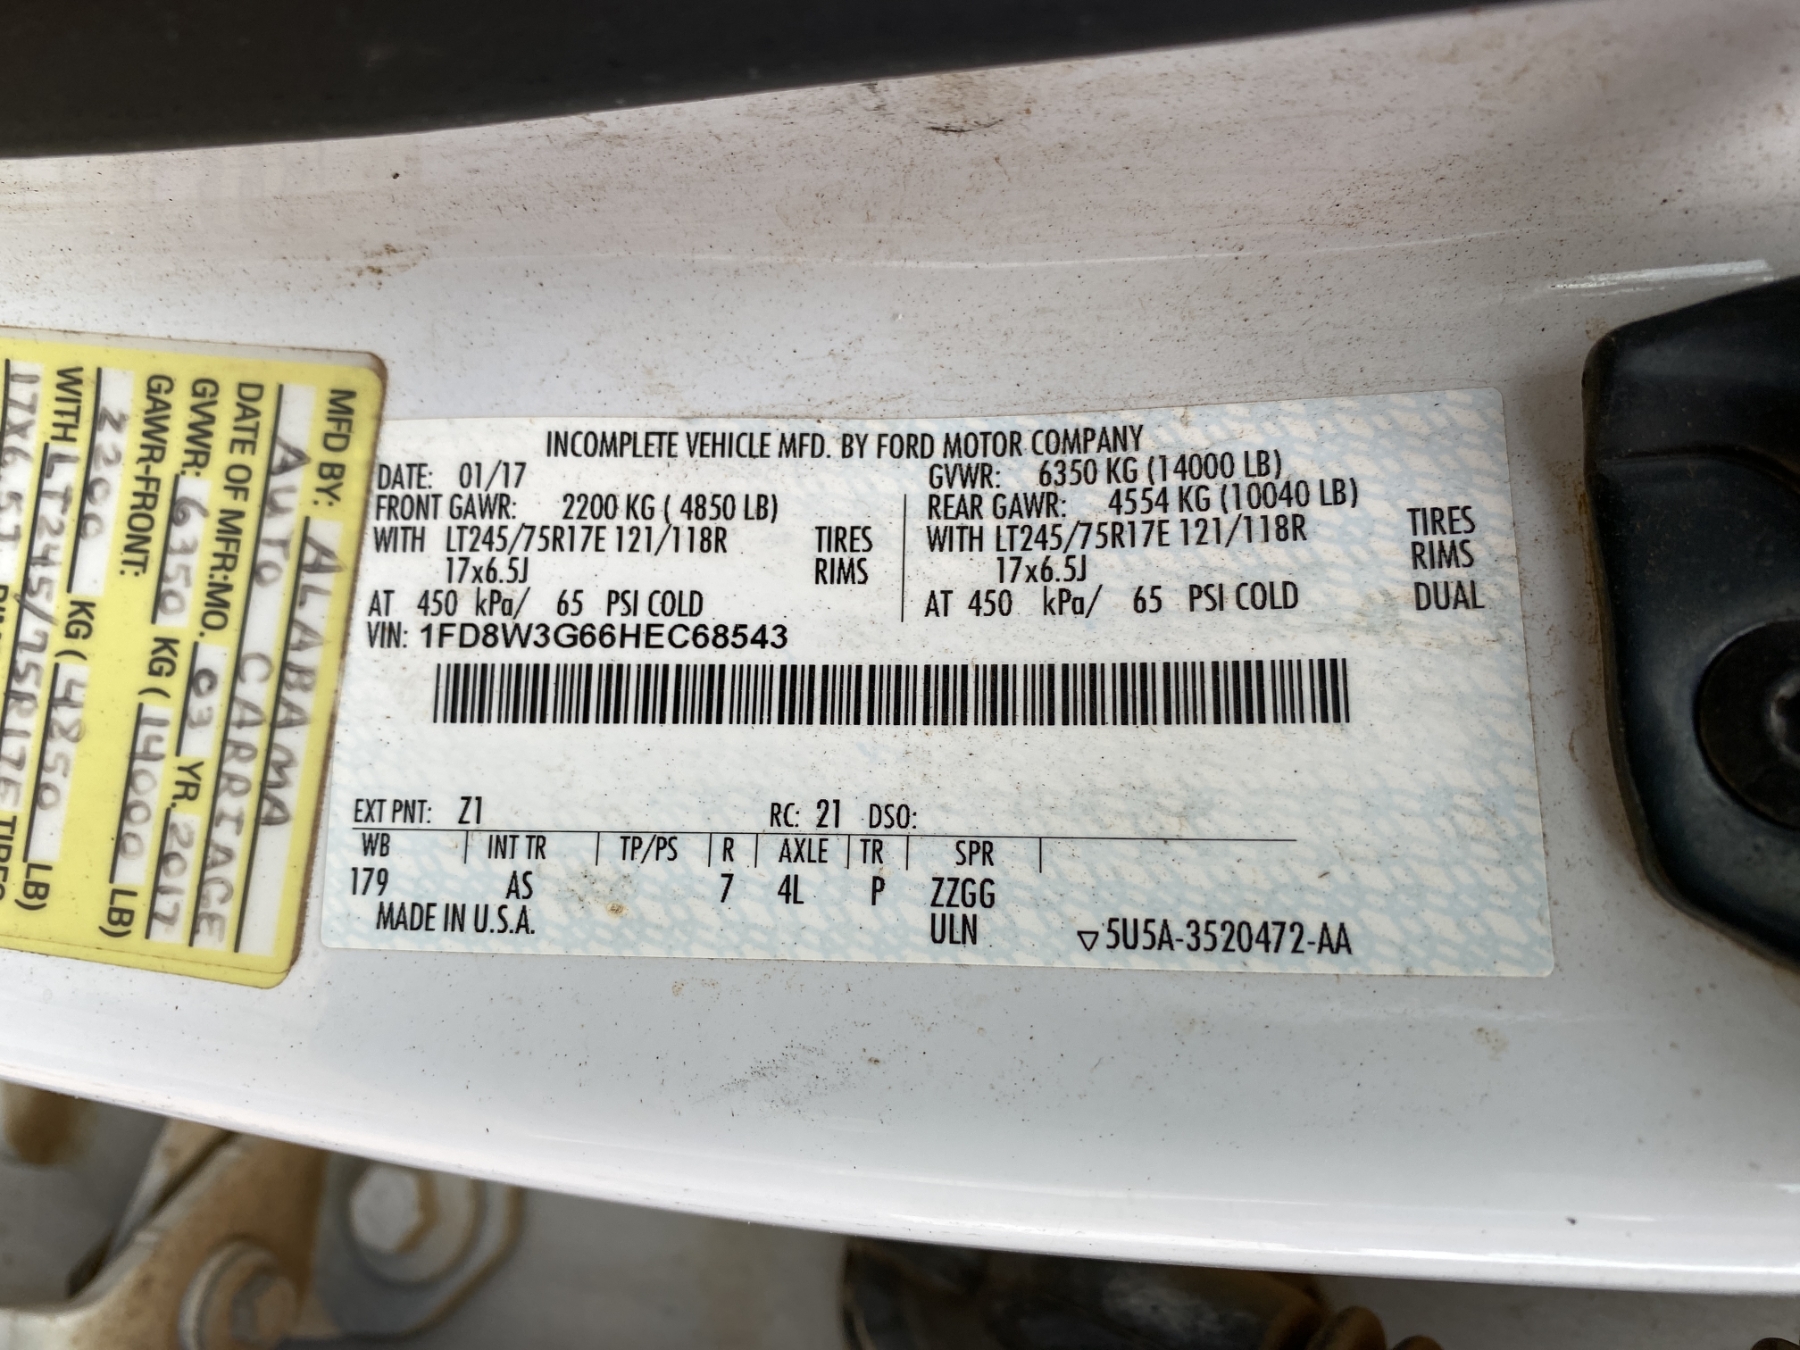 INCOMPLETE VEHICLE MFD. BY FORD MOTOR COMPANY
DATE: 01/17 GVWR: 6350 KG (14000 LB)
FRONT GAWR: 2200 KG ( 4850 LB) REAR GAWR: 4554 KG (10040 LB)
WITH LT245/75R17E 121/118R TIRES WITH LT245/75R17E 121/118R TIRES
17x6.5J RIMS 17x6.5J RIMS
AT 450 kPa/ 65 PSI COLD AT 450 kPa/ 65 PSI COLD DUAL
VIN: 1FD8W3G66HEC68543
EXT PNT: Z1 RC: 21 DSO:
WB INT TR TP/PS R AXLE TR SPR
179 AS 7 4L P ZZGG
MADE IN U.S.A. ULN 5U5A-3520472-AA
MFD BY: ALABAMA
AUTO CARRIAGE
DATE OF MFR:MO. 03 YR. 2017
GVWR: 6350 KG (14000 LB)
GAWR-FRONT:
2200 KG (4850 LB)
WITH LT245/75R17E TIRES
17X6.5J